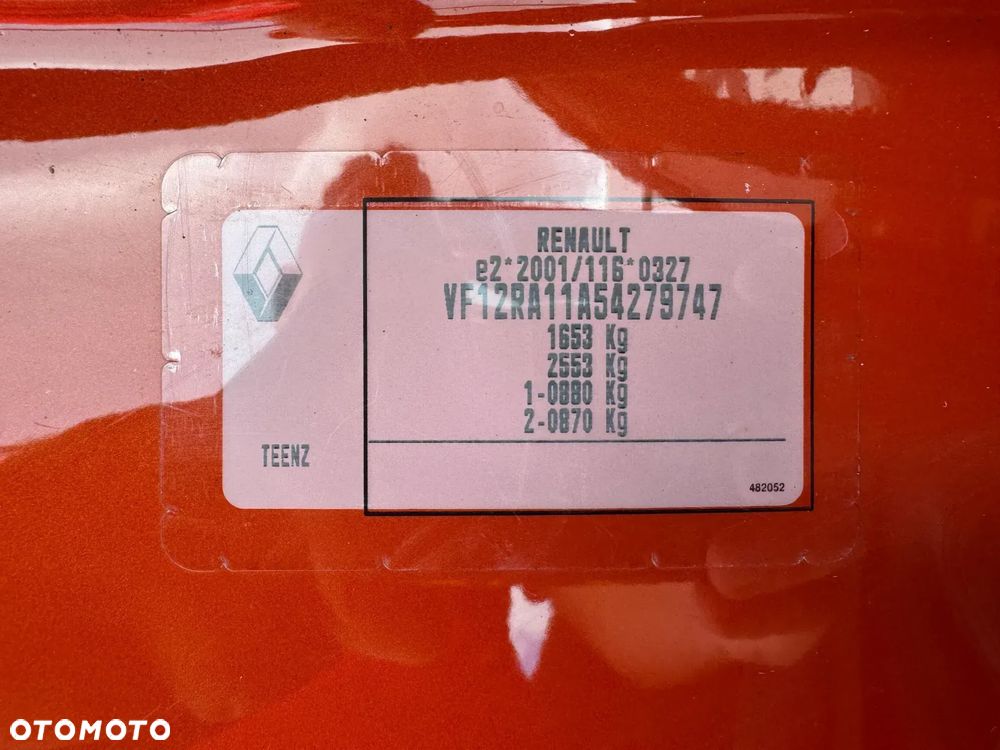 RENAULT
e2*2001/116*0327
VF12RA11A54279747
1653 Kg
2553 Kg
1-0880 Kg
2-0870 Kg
TEENZ
482052
OTOMOTO